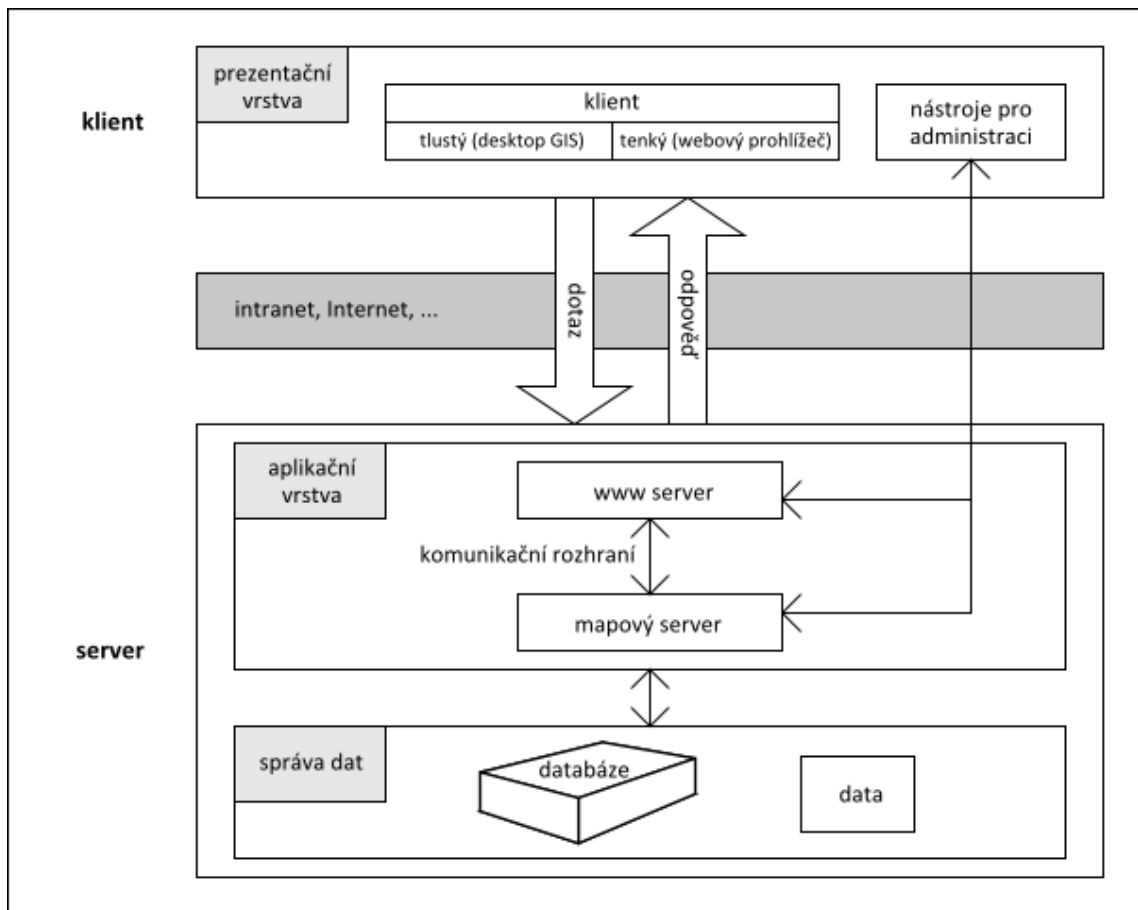 prezentační
vrstva
klient
klient
tlustý (desktop GIS)
tenký (webový prohlížeč)
nástroje pro
administraci
intranet, Internet, ...
dotaz
odpověď
aplikační
vrstva
www server
komunikační rozhraní
mapový server
server
správa dat
databáze
data